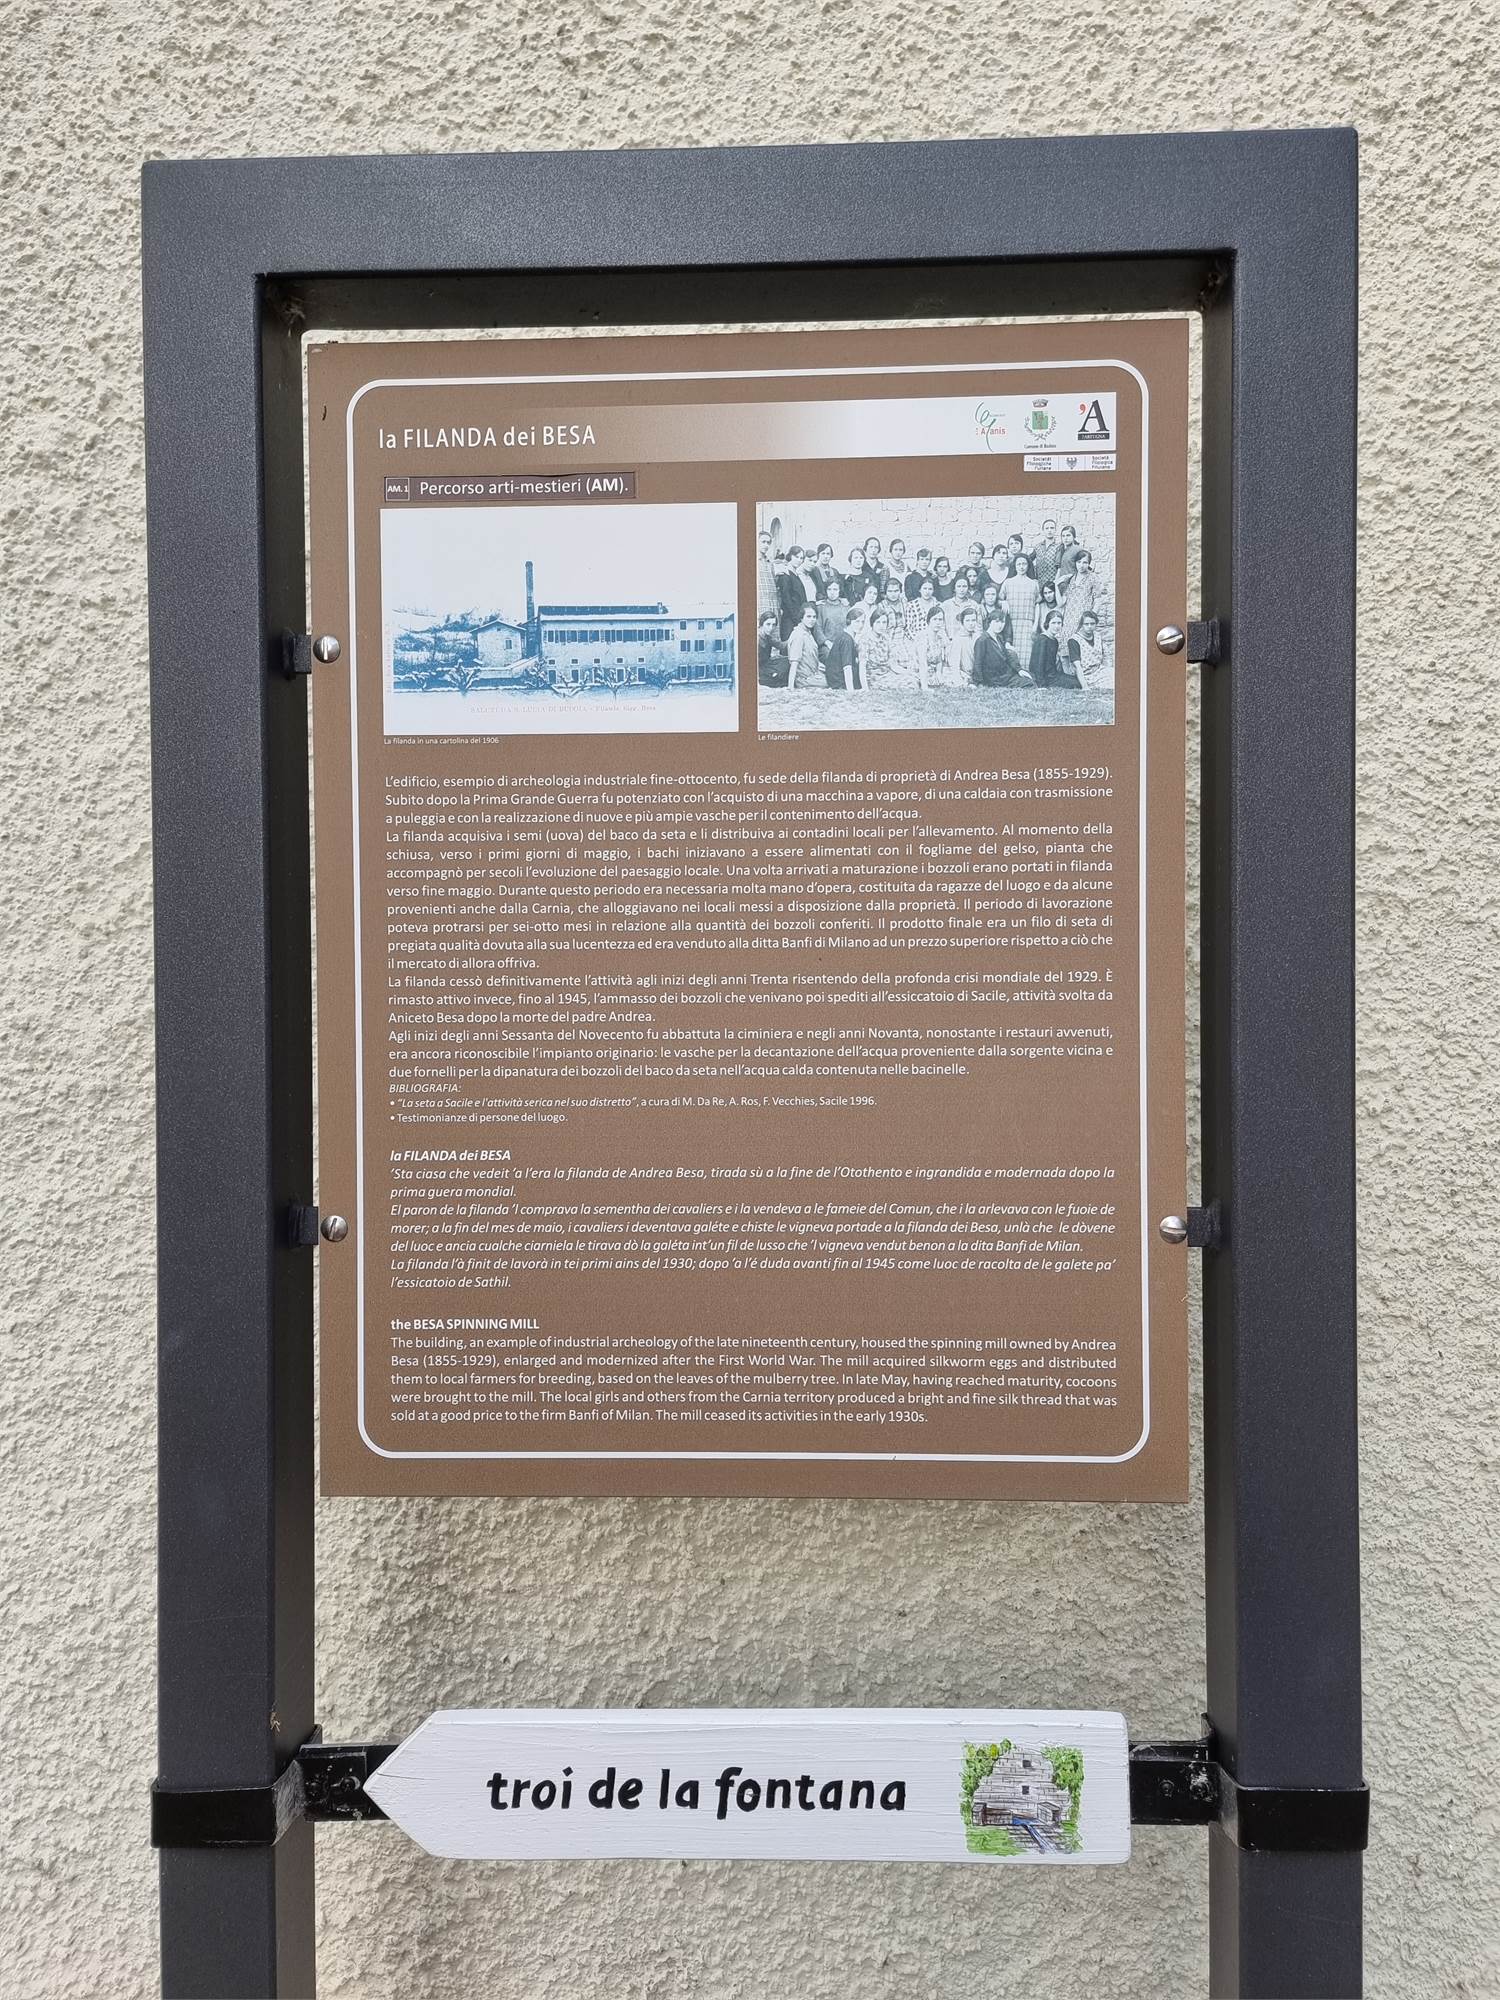 la FILANDA dei BESA
'A
l'ARTUGNA
Comune di Budoia
Societât
Filologjiche
Furlane
Società
Filologica
Friulana
AM. 1 Percorso arti-mestieri (AM).
SALUTI DA S. LUCIA DI BUDOIA - Filanda Sigg. Besa
La filanda in una cartolina del 1906
Le filandiere
L'edificio, esempio di archeologia industriale fine-ottocento, fu sede della filanda di proprietà di Andrea Besa (1855-1929).
Subito dopo la Prima Grande Guerra fu potenziato con l'acquisto di una macchina a vapore, di una caldaia con trasmissione
a puleggia e con la realizzazione di nuove e più ampie vasche per il contenimento dell'acqua.
La filanda acquisiva i semi (uova) del baco da seta e li distribuiva ai contadini locali per l'allevamento. Al momento della
schiusa, verso i primi giorni di maggio, i bachi iniziavano a essere alimentati con il fogliame del gelso, pianta che
accompagnò per secoli l'evoluzione del paesaggio locale. Una volta arrivati a maturazione i bozzoli erano portati in filanda
verso fine maggio. Durante questo periodo era necessaria molta mano d'opera, costituita da ragazze del luogo e da alcune
provenienti anche dalla Carnia, che alloggiavano nei locali messi a disposizione dalla proprietà. Il periodo di lavorazione
poteva protrarsi per sei-otto mesi in relazione alla quantità dei bozzoli conferiti. Il prodotto finale era un filo di seta di
pregiata qualità dovuta alla sua lucentezza ed era venduto alla ditta Banfi di Milano ad un prezzo superiore rispetto a ciò che
il mercato di allora offriva.
La filanda cessò definitivamente l'attività agli inizi degli anni Trenta risentendo della profonda crisi mondiale del 1929. È
rimasto attivo invece, fino al 1945, l'ammasso dei bozzoli che venivano poi spediti all'essiccatoio di Sacile, attività svolta da
Aniceto Besa dopo la morte del padre Andrea.
Agli inizi degli anni Sessanta del Novecento fu abbattuta la ciminiera e negli anni Novanta, nonostante i restauri avvenuti,
era ancora riconoscibile l'impianto originario: le vasche per la decantazione dell'acqua proveniente dalla sorgente vicina e
due fornelli per la dipanatura dei bozzoli del baco da seta nell'acqua calda contenuta nelle bacinelle.
BIBLIOGRAFIA:
• "La seta a Sacile e l'attività serica nel suo distretto", a cura di M. Da Re, A. Ros, F. Vecchies, Sacile 1996.
• Testimonianze di persone del luogo.
la FILANDA dei BESA
'Sta ciasa che vedeit 'a l'era la filanda de Andrea Besa, tirada sù a la fine de l'Otothento e ingrandida e modernada dopo la
prima guera mondial.
El paron de la filanda 'l comprava la sementha dei cavaliers e i la vendeva a le fameie del Comun, che i la arlevava con le fuoie de
morer; a la fin del mes de maio, i cavaliers i deventava galéte e chiste le vigneva portade a la filanda dei Besa, unlà che le dòvene
del luoc e ancia cualche ciarniela le tirava dò la galéta int'un fil de lusso che 'l vigneva vendut benon a la dita Banfi de Milan.
La filanda l'à finit de lavorà in tei primi ains del 1930; dopo 'a l'é duda avanti fin al 1945 come luoc de racolta de le galete pa'
l'essicatoio de Sathil.
the BESA SPINNING MILL
The building, an example of industrial archeology of the late nineteenth century, housed the spinning mill owned by Andrea
Besa (1855-1929), enlarged and modernized after the First World War. The mill acquired silkworm eggs and distributed
them to local farmers for breeding, based on the leaves of the mulberry tree. In late May, having reached maturity, cocoons
were brought to the mill. The local girls and others from the Carnia territory produced a bright and fine silk thread that was
sold at a good price to the firm Banfi of Milan. The mill ceased its activities in the early 1930s.
troi de la fontana